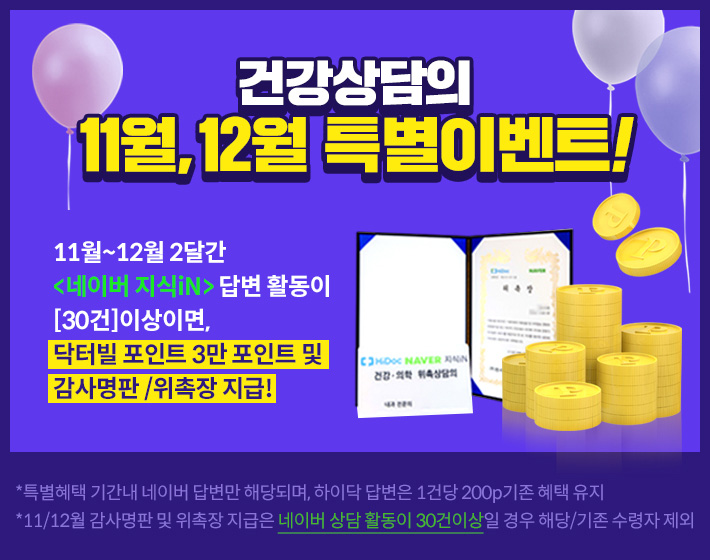 건강상담의
11월, 12월 특별이벤트!
11월~12월 2달간
<네이버 지식iN> 답변 활동이
[30건]이상이면,
닥터빌 포인트 3만 포인트 및
감사명판 /위촉장 지급!
HiDoc NAVER
위 촉 장
HiDoc NAVER 지식iN
건강·의학 위촉상담의
내과 전문의
*특별혜택 기간내 네이버 답변만 해당되며, 하이닥 답변은 1건당 200p기존 혜택 유지
*11/12월 감사명판 및 위촉장 지급은 네이버 상담 활동이 30건이상일 경우 해당/기존 수령자 제외